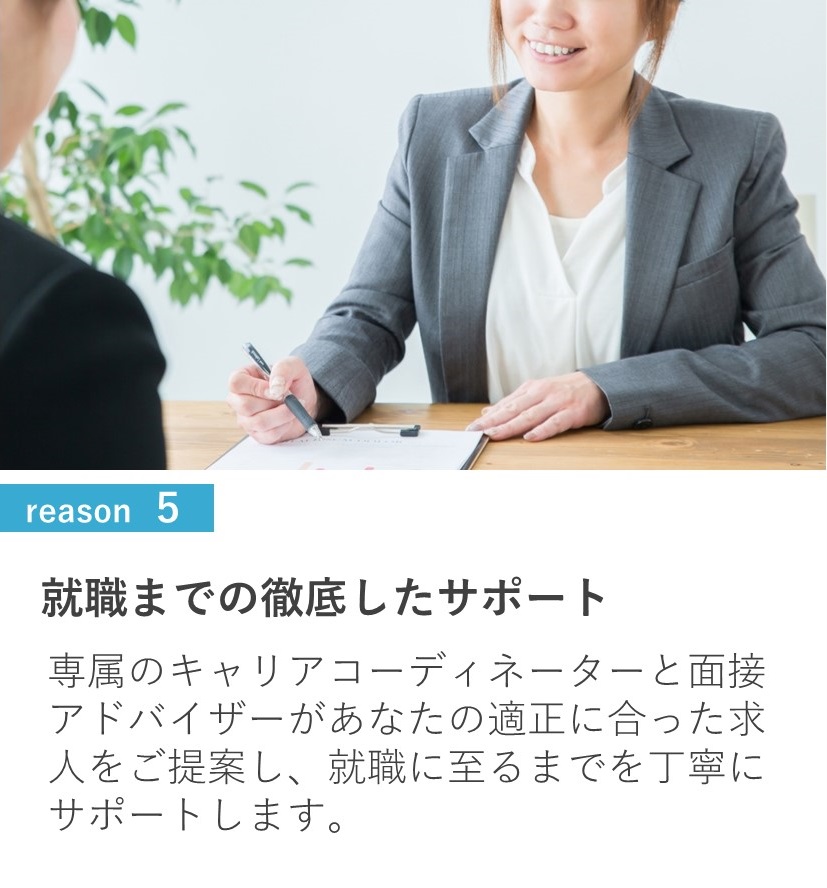 reason 5
就職までの徹底したサポート
専属のキャリアコーディネーターと面接
アドバイザーがあなたの適正に合った求
人をご提案し、就職に至るまでを丁寧に
サポートします。